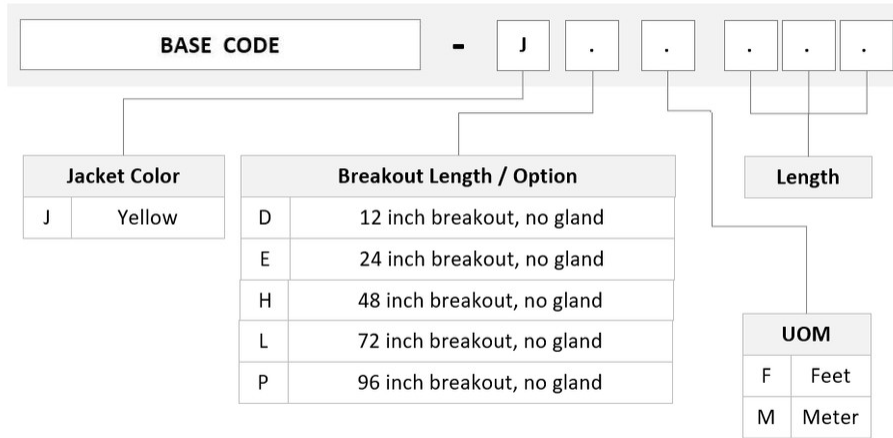 BASE CODE - J . . . . .
Jacket Color
J Yellow
Breakout Length / Option
D 12 inch breakout, no gland
E 24 inch breakout, no gland
H 48 inch breakout, no gland
L 72 inch breakout, no gland
P 96 inch breakout, no gland
Length
UOM
F Feet
M Meter